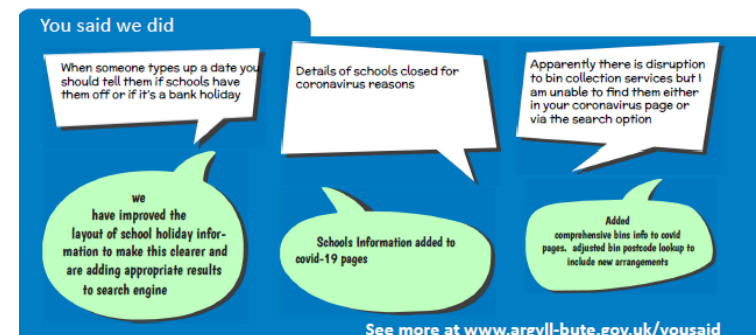 You said we did
When someone types up a date you
should tell them if schools have
them off or if it's a bank holiday
Details of schools closed for
coronavirus reasons
Apparently there is disruption
to bin collection services but I
am unable to find them either
in your coronavirus page or
via the search option
we
have improved the
layout of school holiday infor-
mation to make this clearer and
are adding appropriate results
to search engine
Schools Information added to
covid-19 pages
Added
comprehensive bins info to covid
pages, adjusted bin postcode lookup to
include new arrangements
See more at www.argyll-bute.gov.uk/yousaid